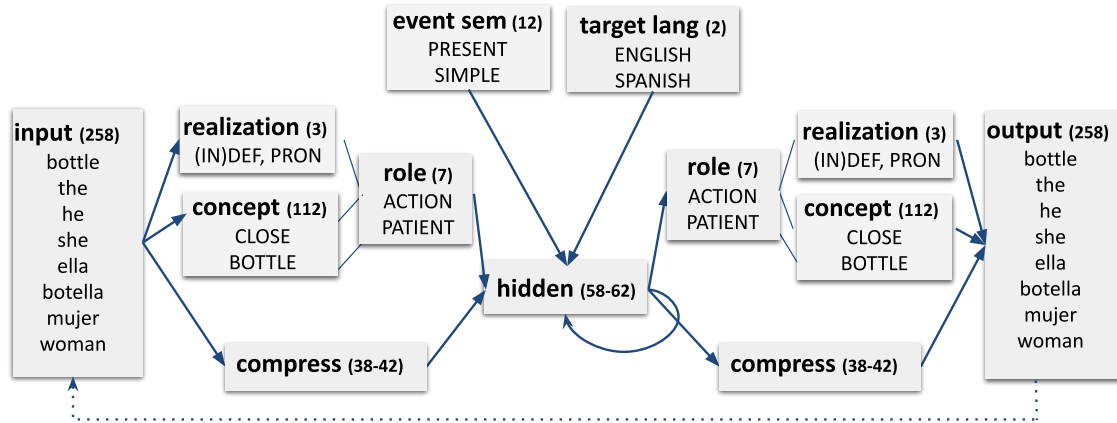 event sem (12)
PRESENT
SIMPLE
target lang (2)
ENGLISH
SPANISH
input (258)
bottle
the
he
she
ella
botella
mujer
woman
realization (3)
(IN)DEF, PRON
concept (112)
CLOSE
BOTTLE
role (7)
ACTION
PATIENT
compress (38-42)
hidden (58-62)
role (7)
ACTION
PATIENT
realization (3)
(IN)DEF, PRON
concept (112)
CLOSE
BOTTLE
compress (38-42)
output (258)
bottle
the
he
she
ella
botella
mujer
woman